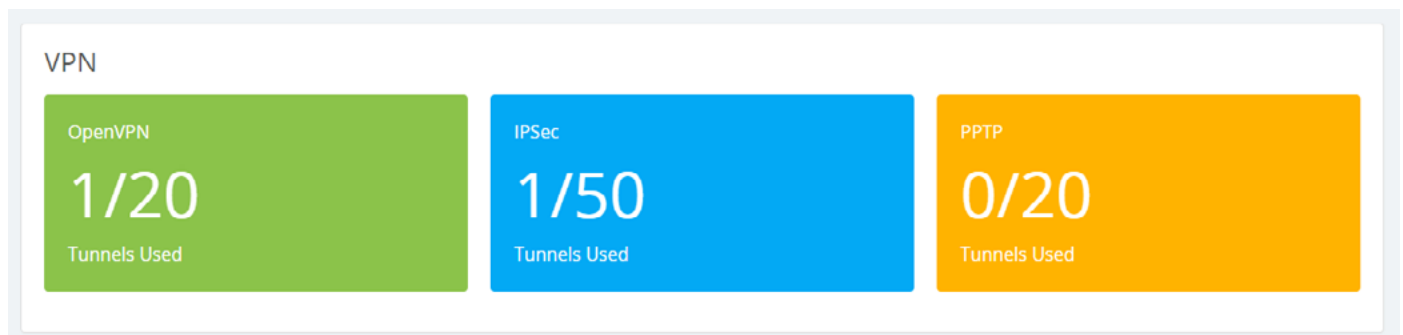 VPN
OpenVPN
1/20
Tunnels Used
IPSec
1/50
Tunnels Used
PPTP
0/20
Tunnels Used